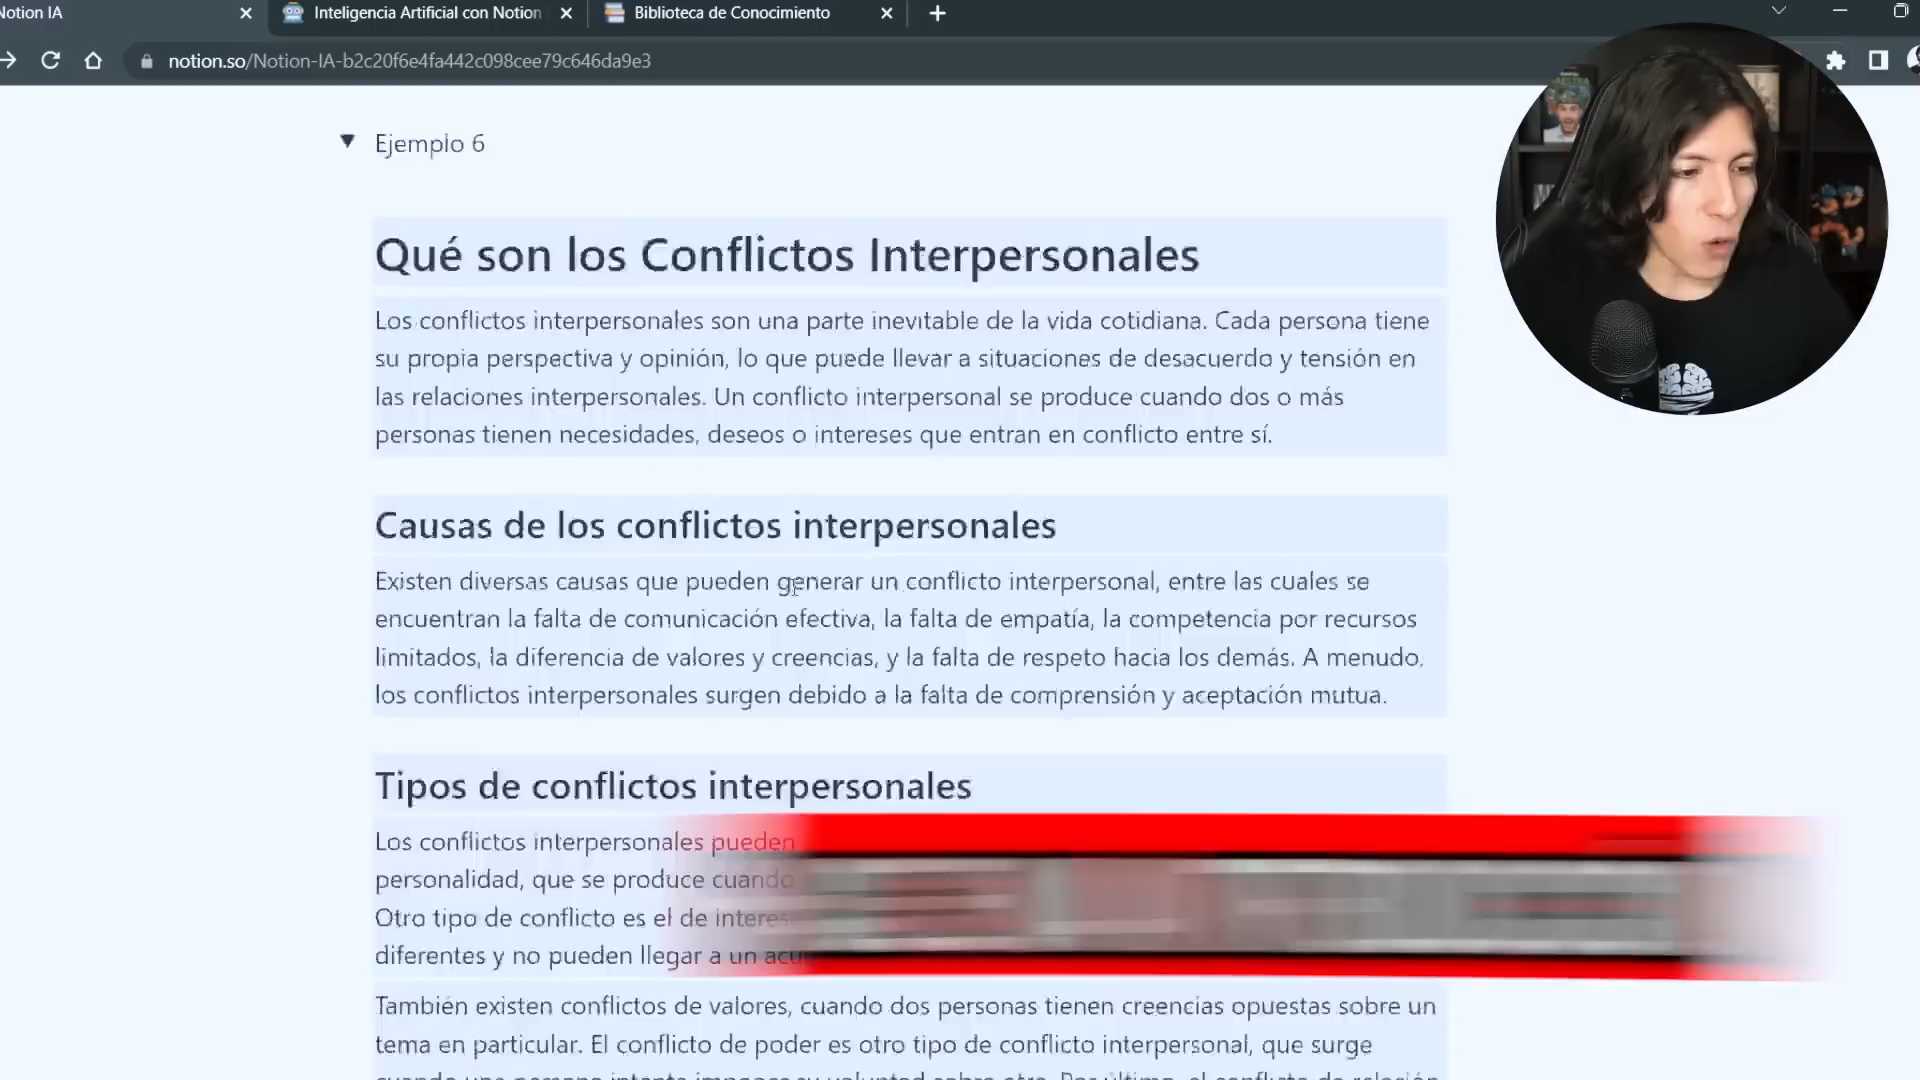 Notion IA
Inteligencia Artificial con Notion
Biblioteca de Conocimiento
notion.so/Notion-IA-b2c20f6e4fa442c098cee79c646da9e3
Ejemplo 6
Qué son los Conflictos Interpersonales
Los conflictos interpersonales son una parte inevitable de la vida cotidiana. Cada persona tiene
su propia perspectiva y opinión, lo que puede llevar a situaciones de desacuerdo y tensión en
las relaciones interpersonales. Un conflicto interpersonal se produce cuando dos o más
personas tienen necesidades, deseos o intereses que entran en conflicto entre sí.
Causas de los conflictos interpersonales
Existen diversas causas que pueden generar un conflicto interpersonal, entre las cuales se
encuentran la falta de comunicación efectiva, la falta de empatía, la competencia por recursos
limitados, la diferencia de valores y creencias, y la falta de respeto hacia los demás. A menudo,
los conflictos interpersonales surgen debido a la falta de comprensión y aceptación mutua.
Tipos de conflictos interpersonales
Los conflictos interpersonales pueden
personalidad, que se produce cuando
Otro tipo de conflicto es el de interes
diferentes y no pueden llegar a un acu
También existen conflictos de valores, cuando dos personas tienen creencias opuestas sobre un
tema en particular. El conflicto de poder es otro tipo de conflicto interpersonal, que surge